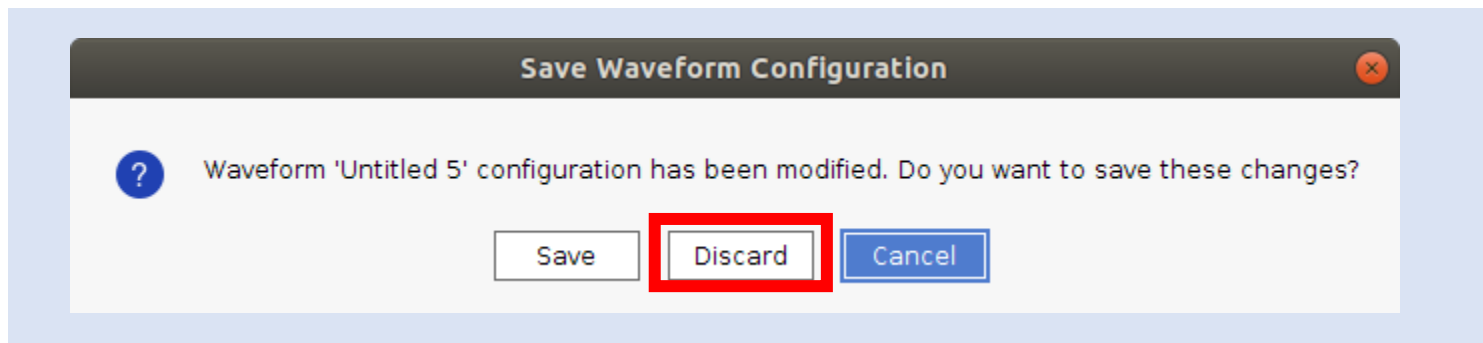 Save Waveform Configuration
Waveform 'Untitled 5' configuration has been modified. Do you want to save these changes?
Save Discard Cancel